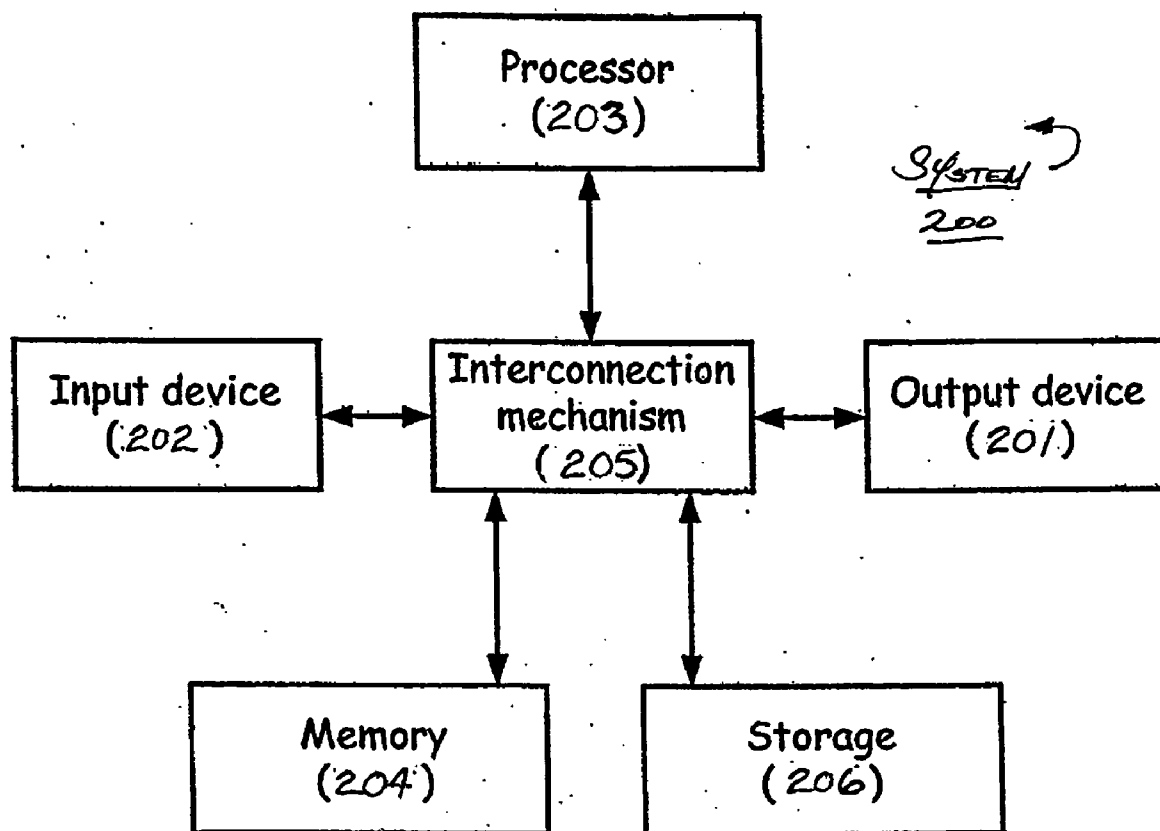 Processor
(203)
SYSTEM
200
Input device
(202)
Interconnection
mechanism
(205)
Output device
(201)
Memory
(204)
Storage
(206)